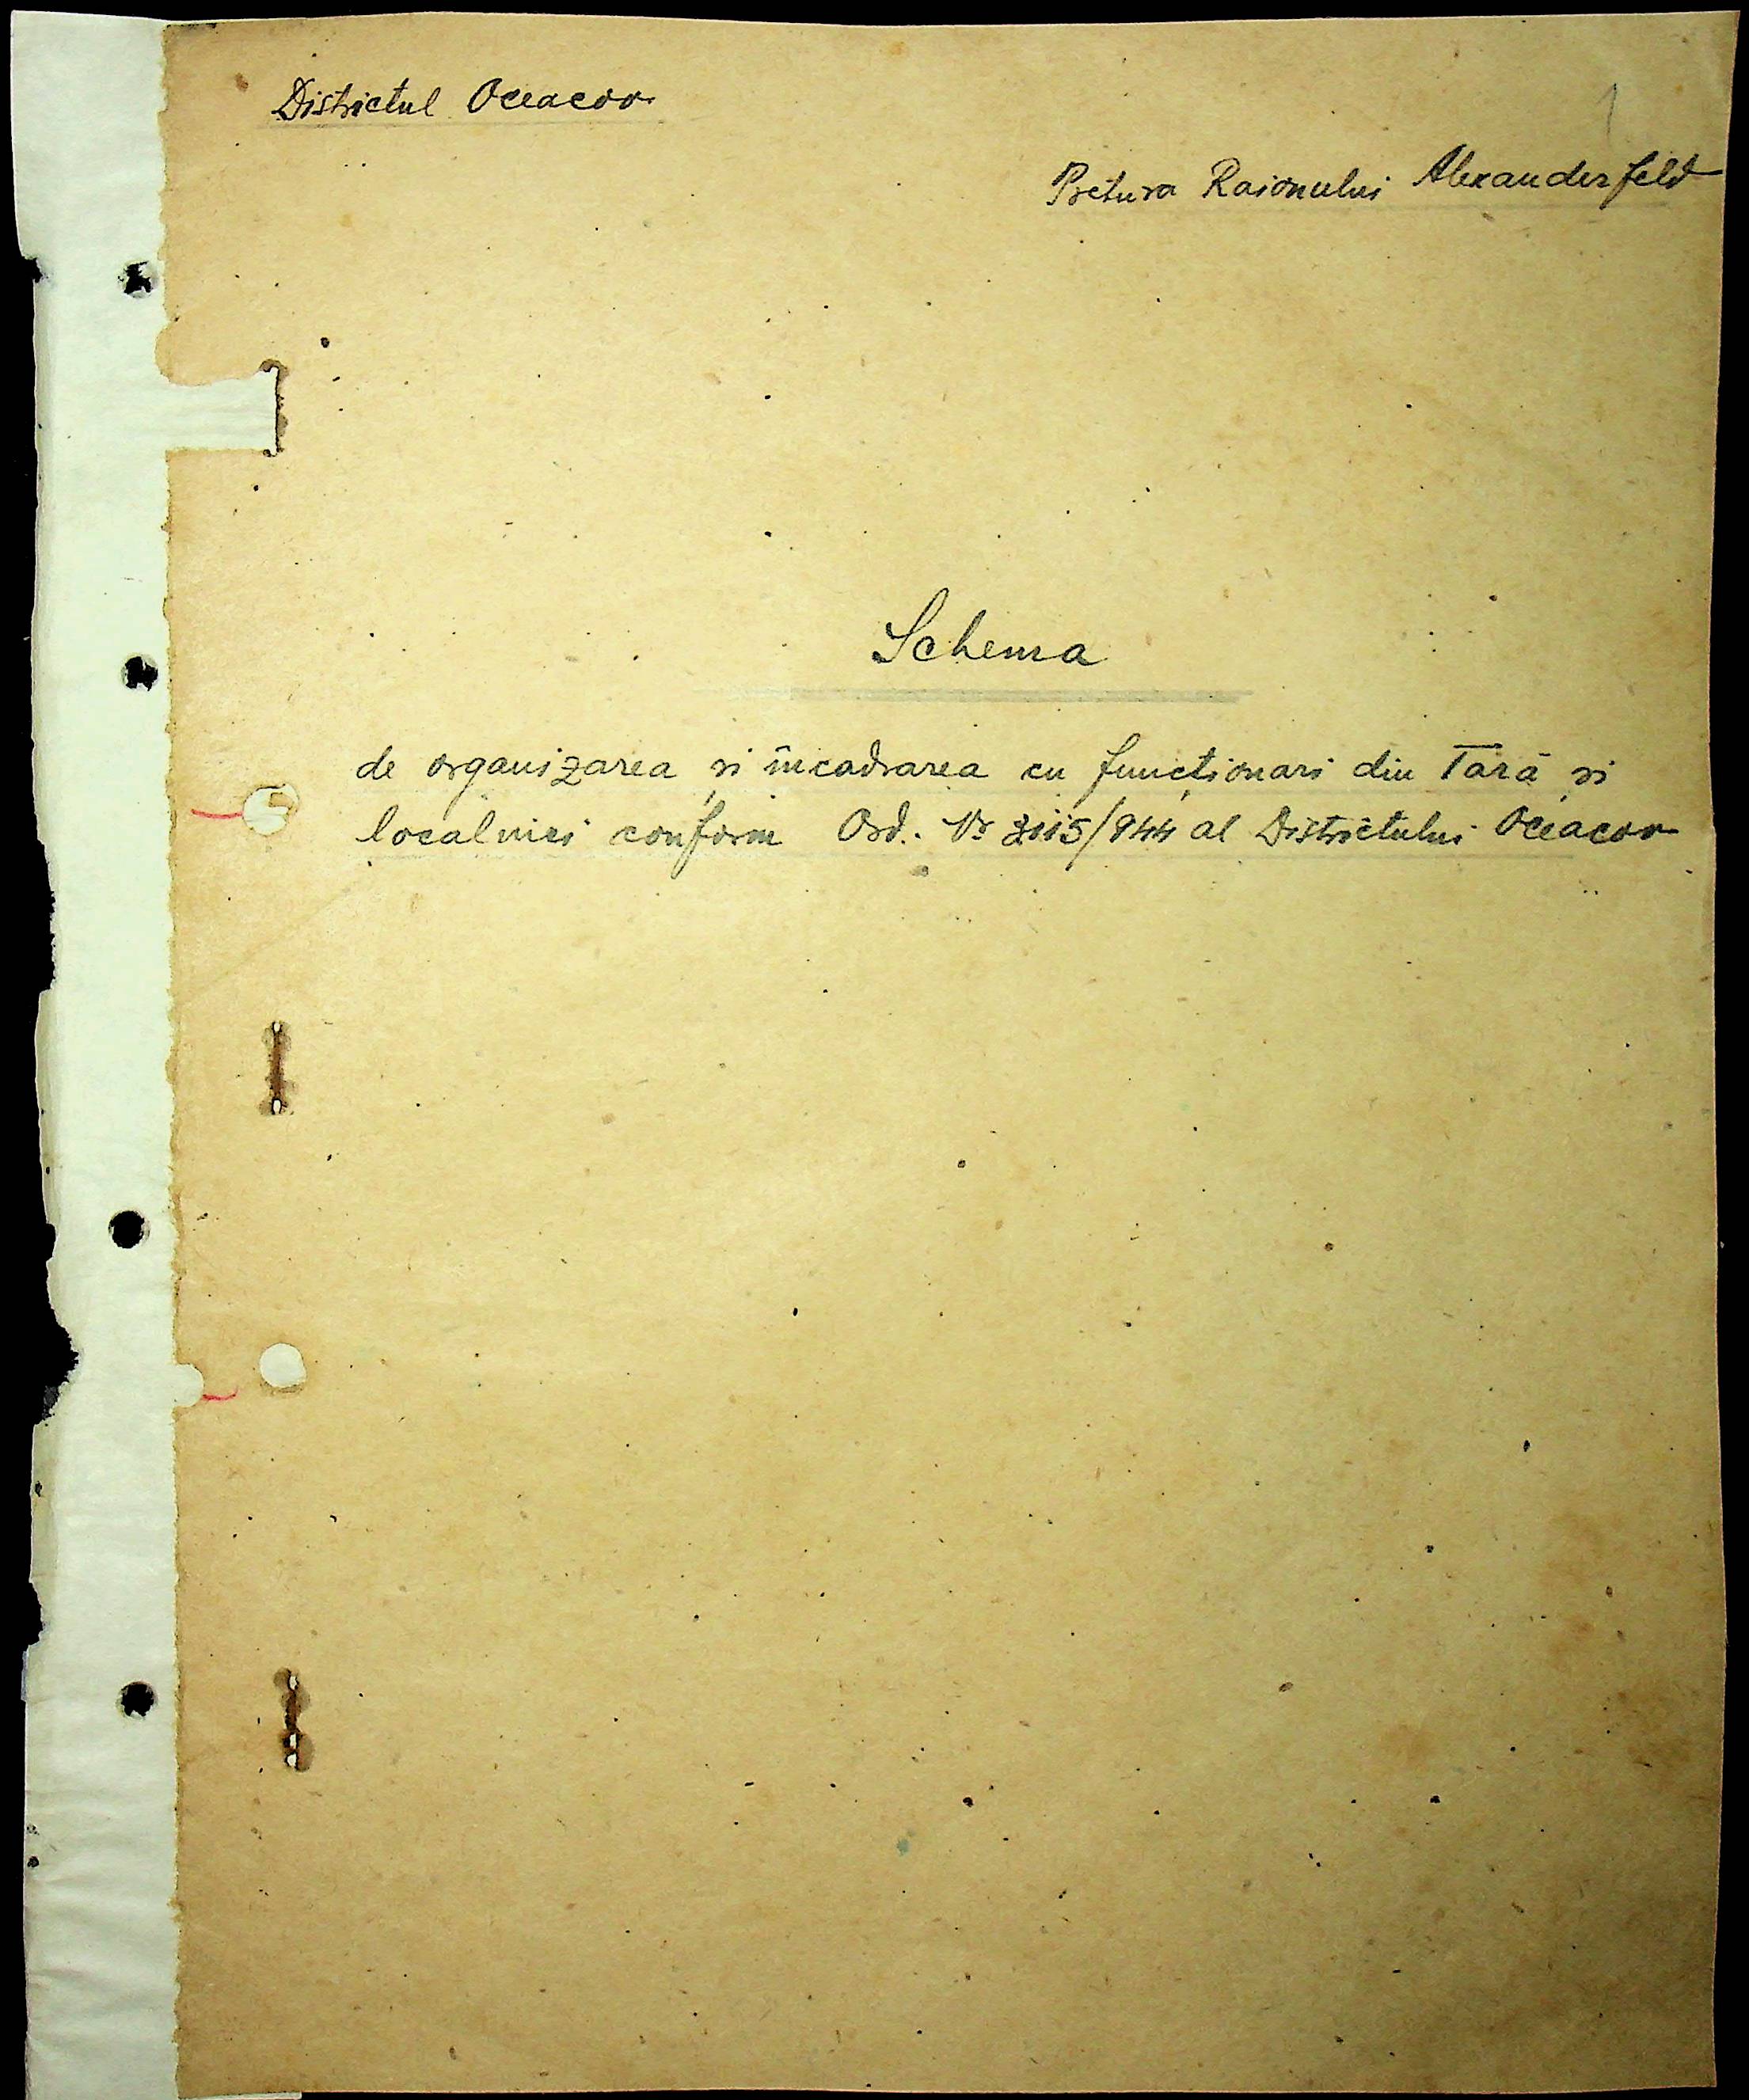 Districtul Oceacov
1
Pretura Raionului Alexanderfeld
Schema
de organizarea și încadrarea cu funcționari din Țară și
localnici conform Ord. Nr 3115/944 al Districtului Oceacov